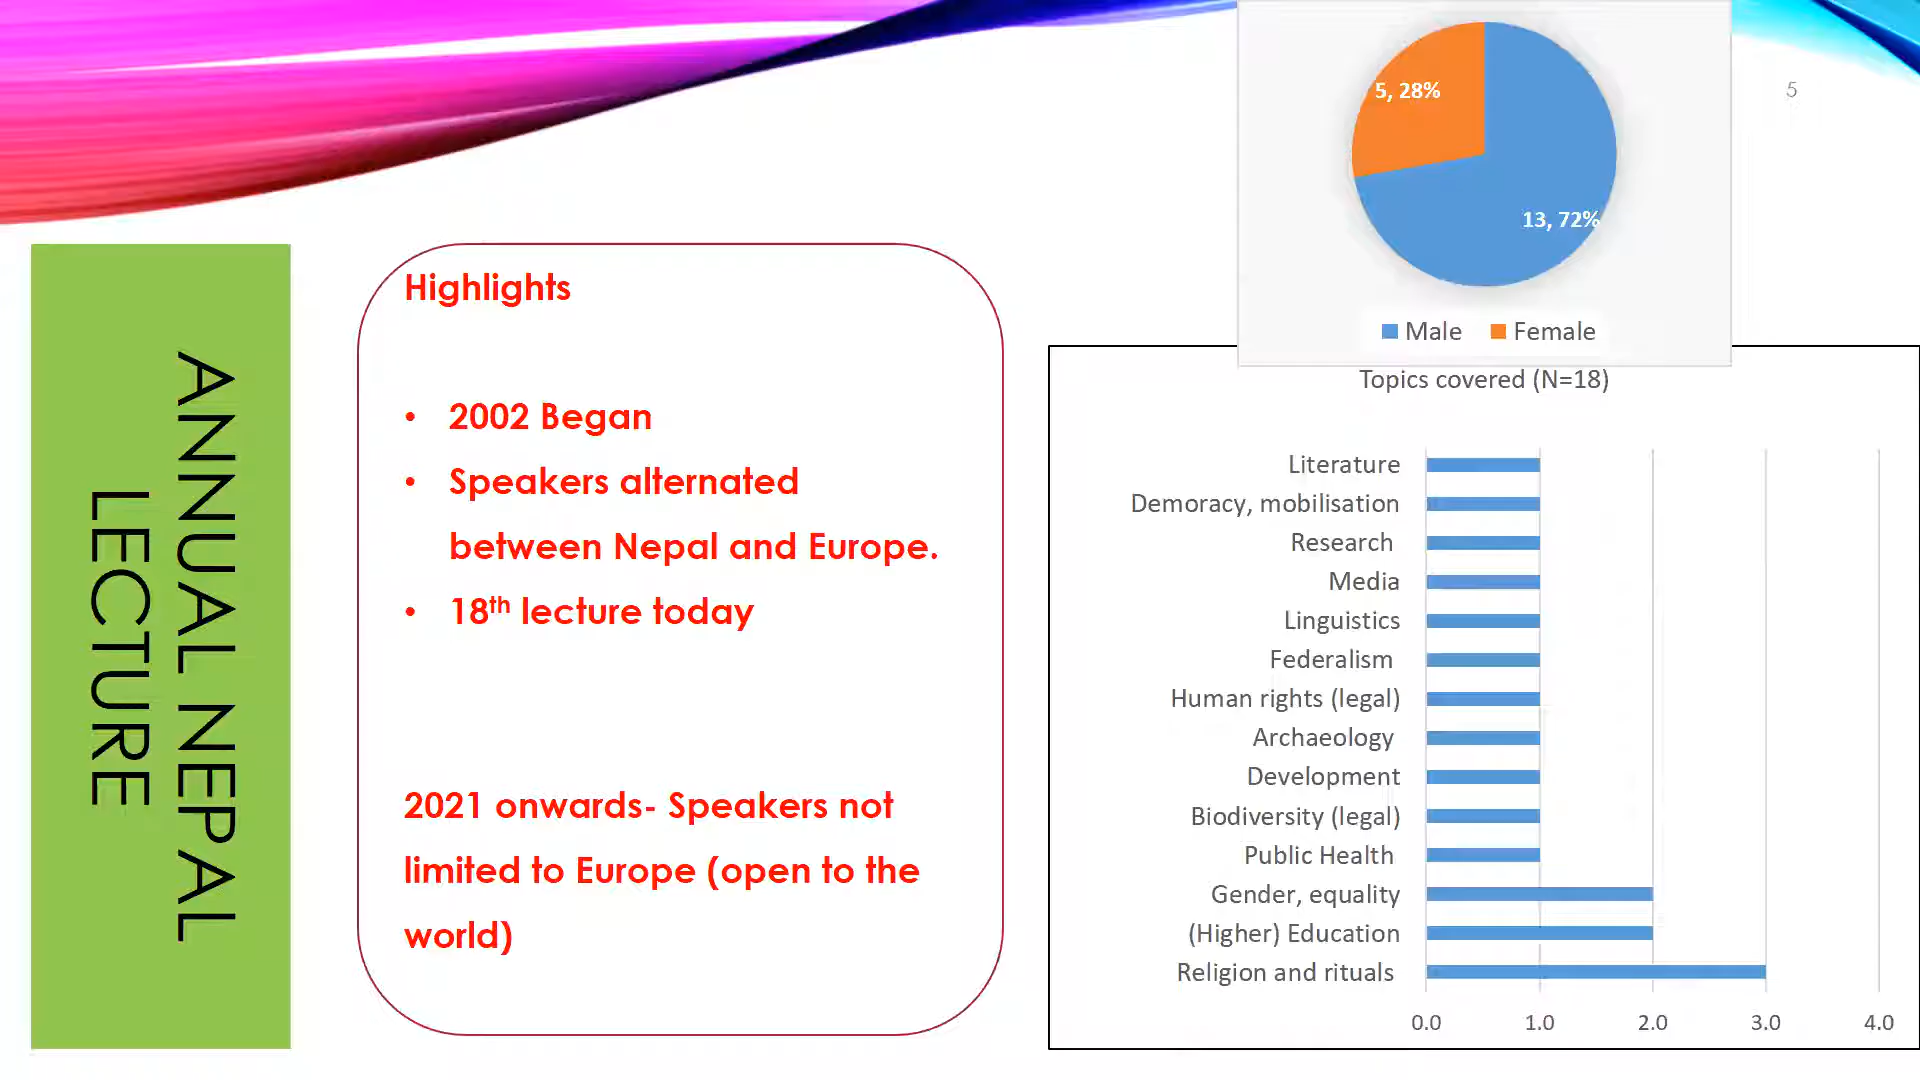 5
ANNUAL NEPAL
LECTURE
Highlights
• 2002 Began
• Speakers alternated
between Nepal and Europe.
• 18th lecture today
2021 onwards- Speakers not
limited to Europe (open to the
world)
5, 28%
13, 72%
Male Female
Topics covered (N=18)
Literature
Demoracy, mobilisation
Research
Media
Linguistics
Federalism
Human rights (legal)
Archaeology
Development
Biodiversity (legal)
Public Health
Gender, equality
(Higher) Education
Religion and rituals
0.0 1.0 2.0 3.0 4.0